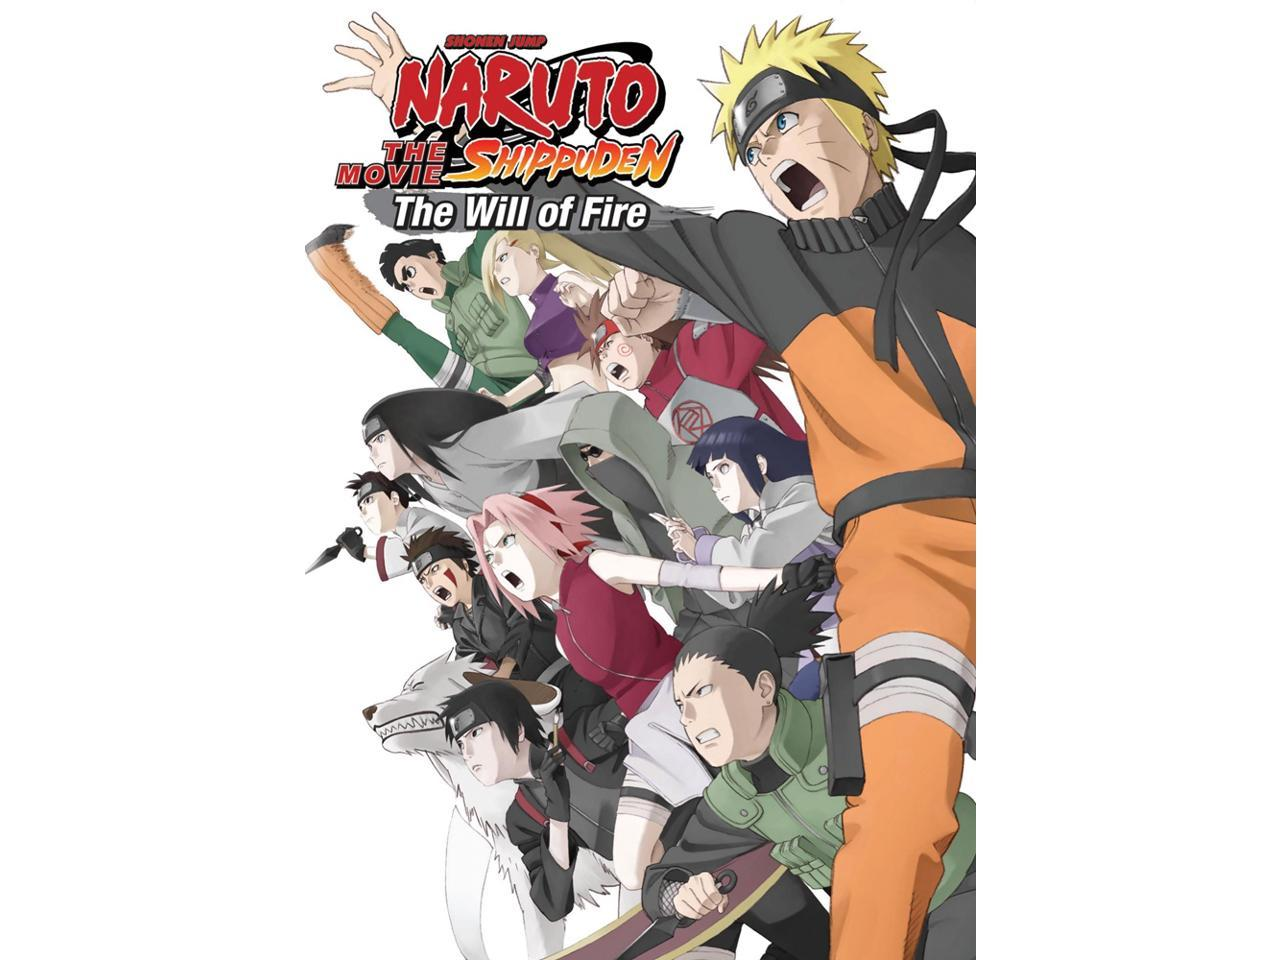 SHONEN JUMP
NARUTO
THE MOVIE SHIPPUDEN
The Will of Fire